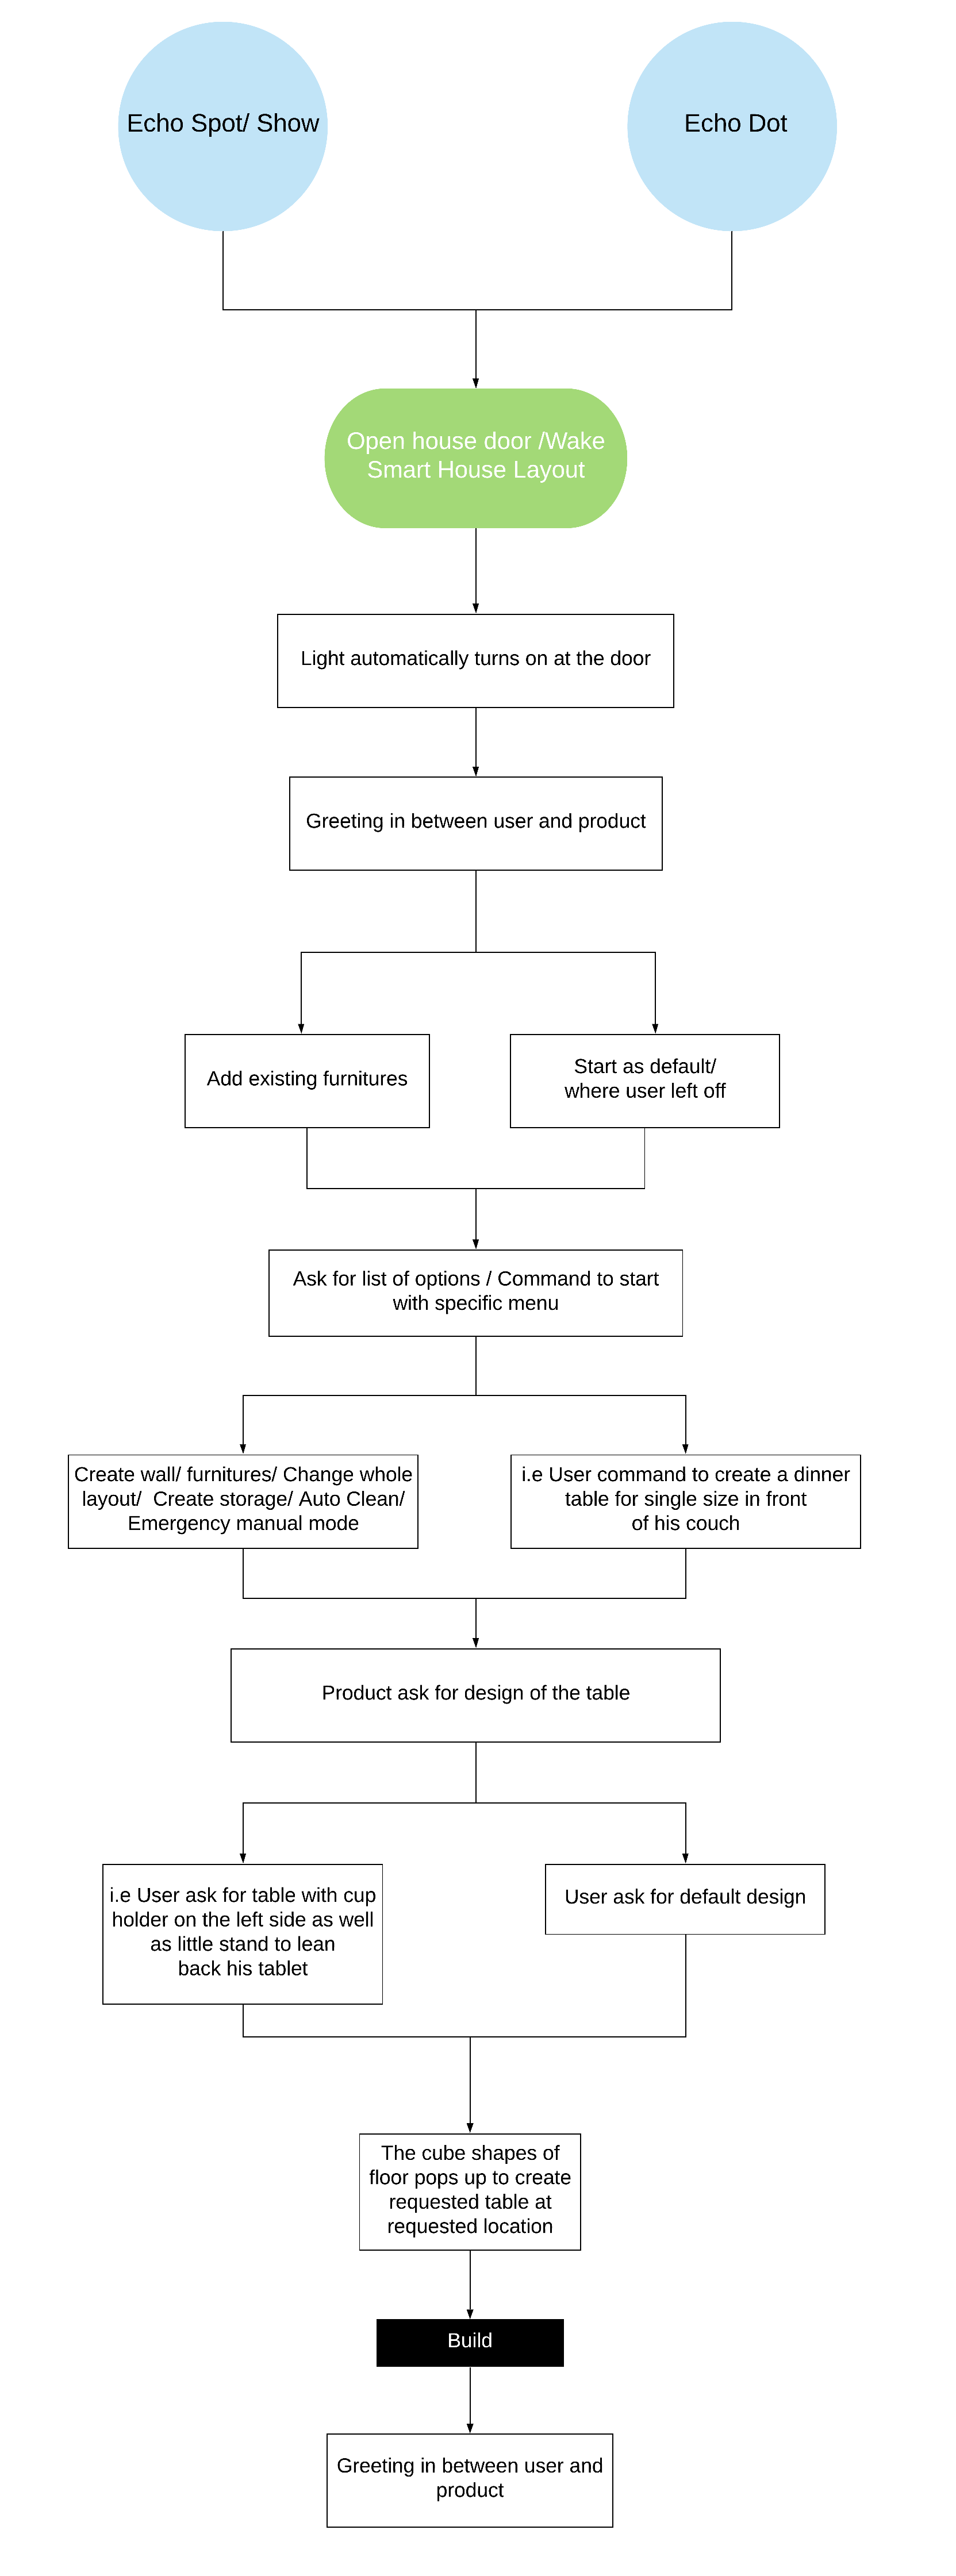 Echo Spot/ Show
Echo Dot
Open house door /Wake
Smart House Layout
Light automatically turns on at the door
Greeting in between user and product
Add existing furnitures
Start as default/
where user left off
Ask for list of options / Command to start
with specific menu
Create wall/ furnitures/ Change whole
layout/  Create storage/ Auto Clean/
Emergency manual mode
i.e User command to create a dinner
table for single size in front
of his couch
Product ask for design of the table
i.e User ask for table with cup
holder on the left side as well
as little stand to lean
back his tablet
User ask for default design
The cube shapes of
floor pops up to create
requested table at
requested location
Build
Greeting in between user and
product